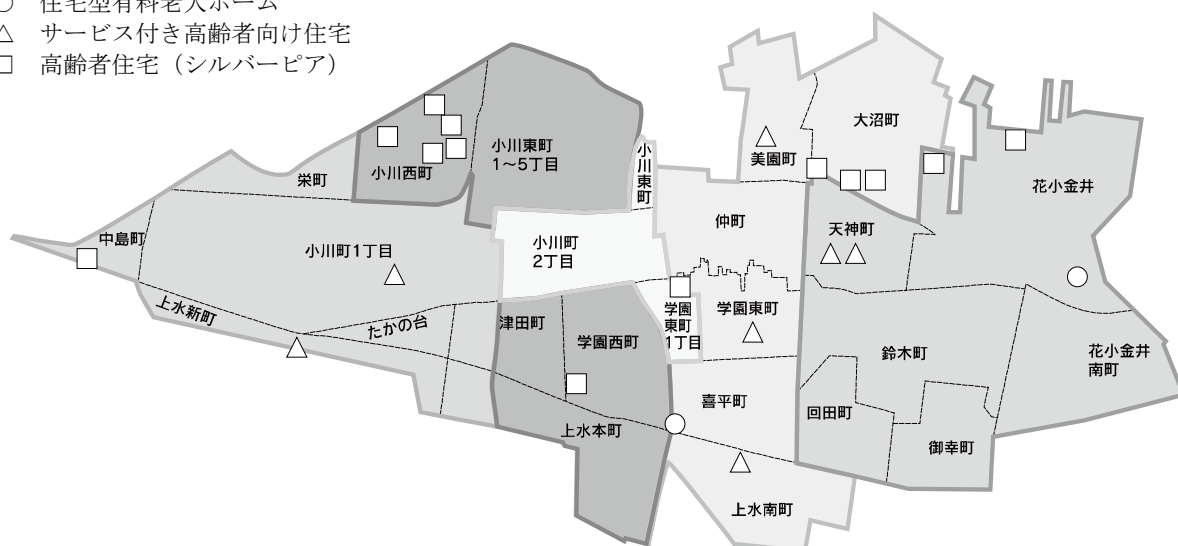 ○ 住宅型有料老人ホーム
△ サービス付き高齢者向け住宅
□ 高齢者住宅(シルバーピア)
大沼町
小川東町
1〜5丁目
小川東町
美園町
小川西町
栄町
花小金井
仲町
天神町
中島町
小川町1丁目
小川町
2丁目
上水新町
たかの台
津田町
学園西町
学園
東町
1丁目
学園東町
鈴木町
花小金井
南町
喜平町
回田町
上水本町
御幸町
上水南町